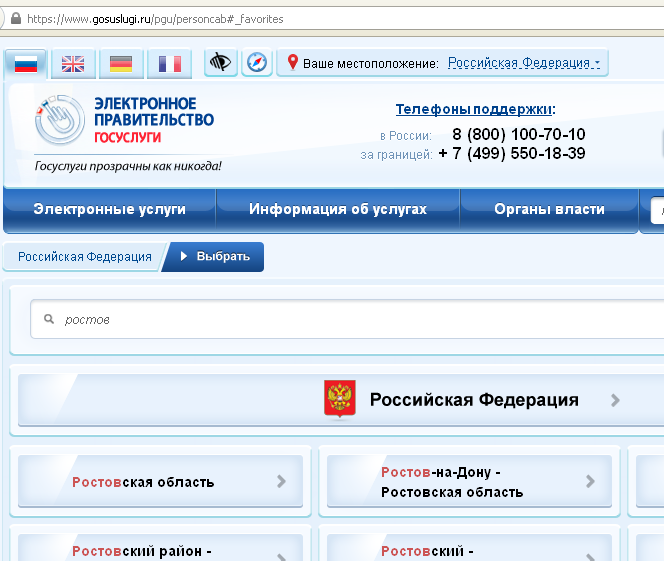 https://www.gosuslugi.ru/pgu/personcab#_favorites
Ваше местоположение: Российская Федерация
ЭЛЕКТРОННОЕ
ПРАВИТЕЛЬСТВО
ГОСУСЛУГИ
Госуслуги прозрачны как никогда!
Телефоны поддержки:
в России: 8 (800) 100-70-10
за границей: + 7 (499) 550-18-39
Электронные услуги Информация об услугах Органы власти
Российская Федерация Выбрать
ростов
Российская Федерация
Ростовская область
Ростов-на-Дону -
Ростовская область
Ростовский район -
Ростовский -